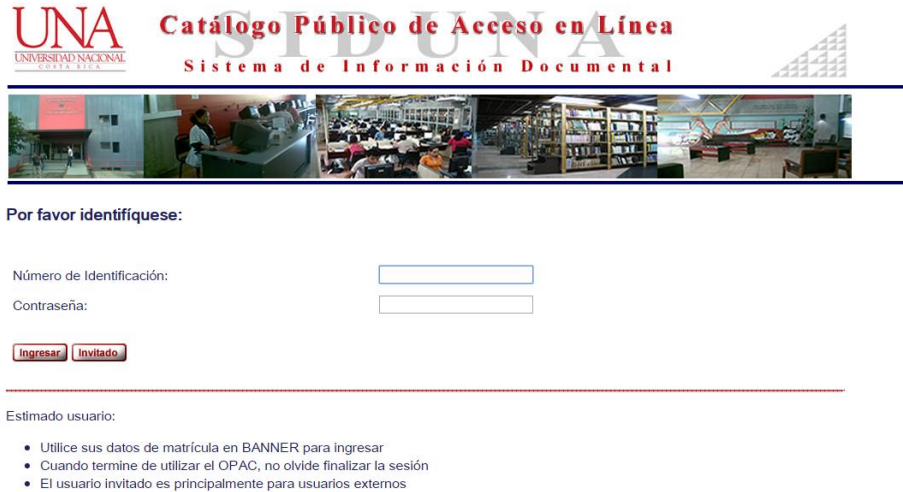 UNA
UNIVERSIDAD NACIONAL
COSTA RICA
SIDUNA
Catálogo Público de Acceso en Línea
Sistema de Información Documental
Por favor identifíquese:
Número de Identificación:
Contraseña:
Ingresar Invitado
Estimado usuario:
• Utilice sus datos de matrícula en BANNER para ingresar
• Cuando termine de utilizar el OPAC, no olvide finalizar la sesión
• El usuario invitado es principalmente para usuarios externos